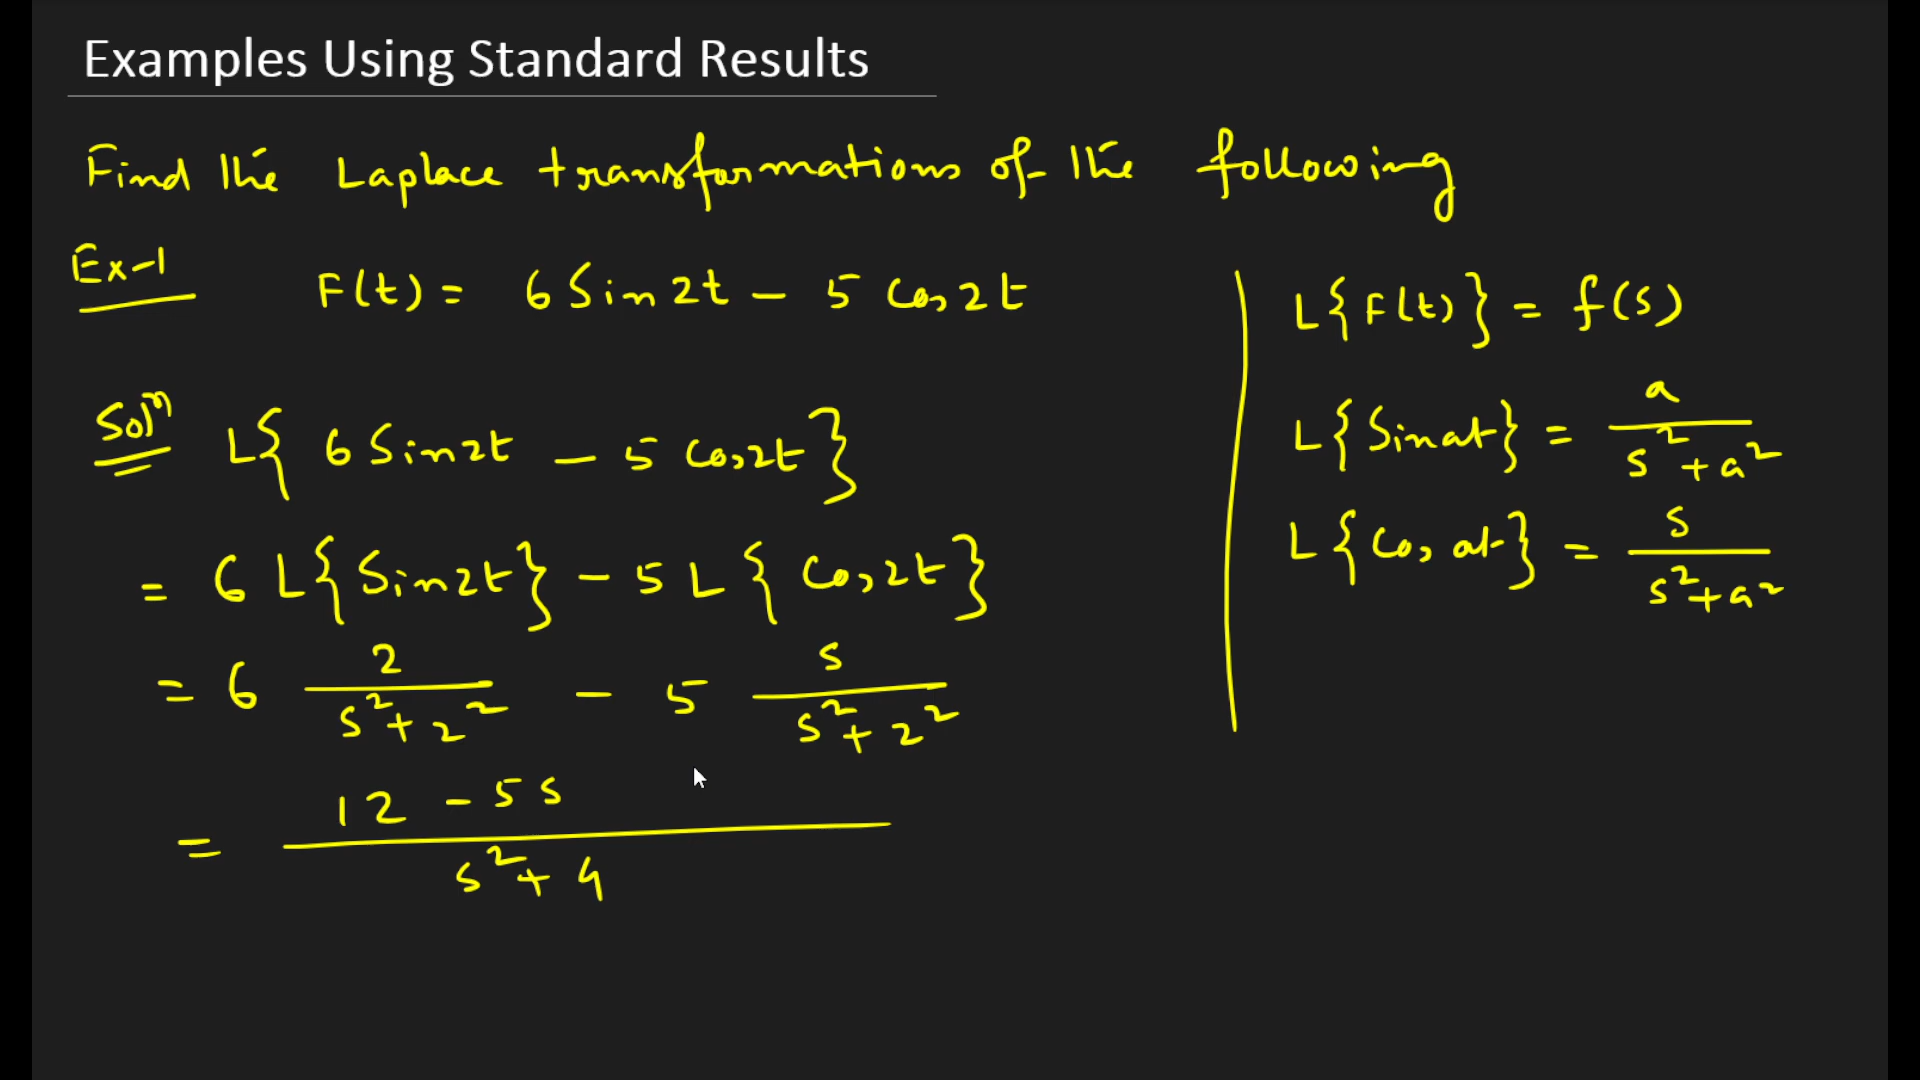 Examples Using Standard Results
Find the Laplace transformations of the following
Ex-1 F(t) = 6 Sin2t - 5 Cos2t
Solⁿ L{ 6 Sin2t - 5 Cos2t }
= 6 L{ Sin2t } - 5 L { Cos2t }
= 6 2/(s²+2²) - 5 s/(s²+2²)
= (12 - 5s)/(s²+4)
L{F(t)} = f(s)
L{Sinat} = a/(s²+a²)
L{Cos at} = s/(s²+a²)